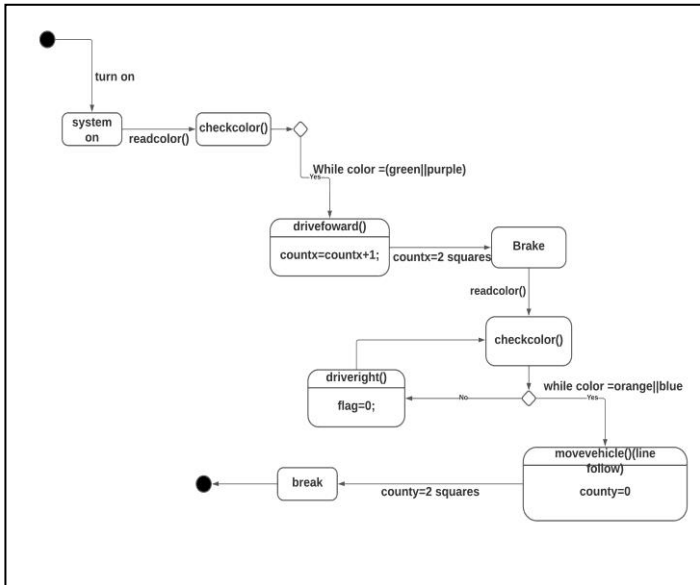 turn on
system
on
readcolor()
checkcolor()
While color =(green||purple)
Yes
drivefoward()
countx=countx+1;
countx=2 squares
Brake
readcolor()
checkcolor()
driveright()
flag=0;
No
while color =orange||blue
Yes
movevehicle()(line
follow)
county=0
county=2 squares
break